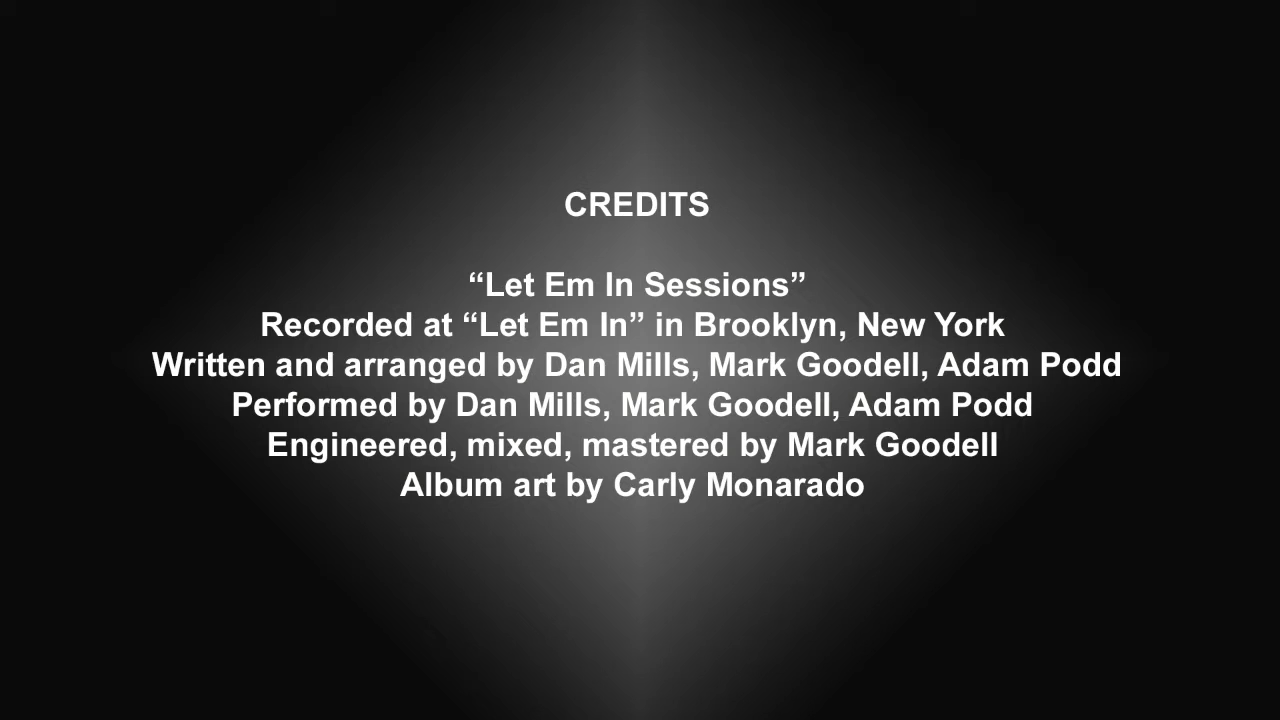 CREDITS
“Let Em In Sessions”
Recorded at “Let Em In” in Brooklyn, New York
Written and arranged by Dan Mills, Mark Goodell, Adam Podd
Performed by Dan Mills, Mark Goodell, Adam Podd
Engineered, mixed, mastered by Mark Goodell
Album art by Carly Monarado